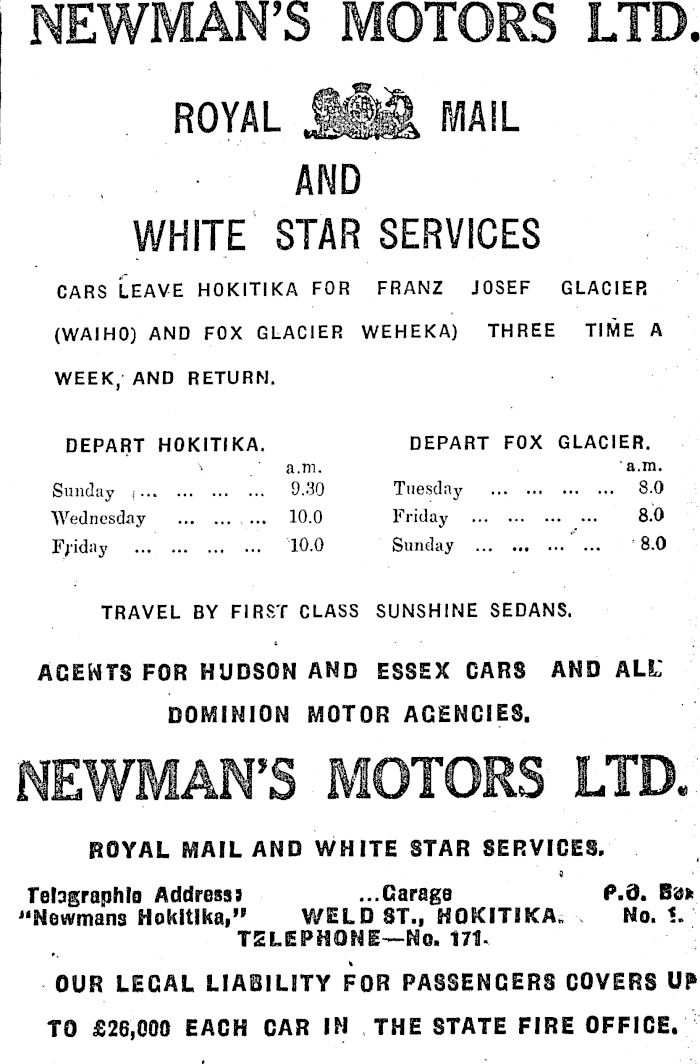 NEWMAN'S MOTORS LTD.
ROYAL MAIL
AND
WHITE STAR SERVICES
CARS LEAVE HOKITIKA FOR FRANZ JOSEF GLACIER
(WAIHO) AND FOX GLACIER WEHEKA) THREE TIME A
WEEK, AND RETURN.
DEPART HOKITIKA.
a.m.
Sunday ... ... ... ... 9.30
Wednesday ... ... ... 10.0
Friday ... ... ... ... 10.0
DEPART FOX GLACIER.
a.m.
Tuesday ... ... ... ... 8.0
Friday ... ... ... ... 8.0
Sunday ... ... ... ... 8.0
TRAVEL BY FIRST CLASS SUNSHINE SEDANS.
AGENTS FOR HUDSON AND ESSEX CARS AND ALL
DOMINION MOTOR AGENCIES.
NEWMAN'S MOTORS LTD.
ROYAL MAIL AND WHITE STAR SERVICES.
Telegraphic Address: ...Garage P.O. Box
"Newmans Hokitika," WELD ST., HOKITIKA. No. 1.
TELEPHONE—No. 171.
OUR LEGAL LIABILITY FOR PASSENGERS COVERS UP
TO £26,000 EACH CAR IN THE STATE FIRE OFFICE.